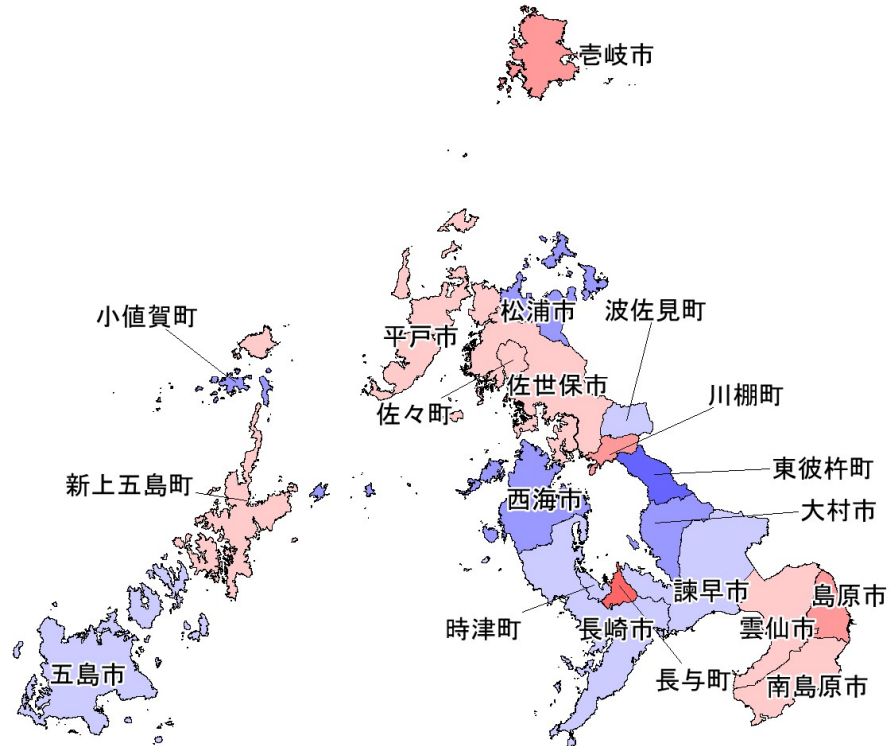 壱岐市
小値賀町
松浦市
波佐見町
平戸市
佐世保市
川棚町
佐々町
東彼杵町
新上五島町
西海市
大村市
諫早市
島原市
時津町
長崎市
雲仙市
五島市
長与町
南島原市